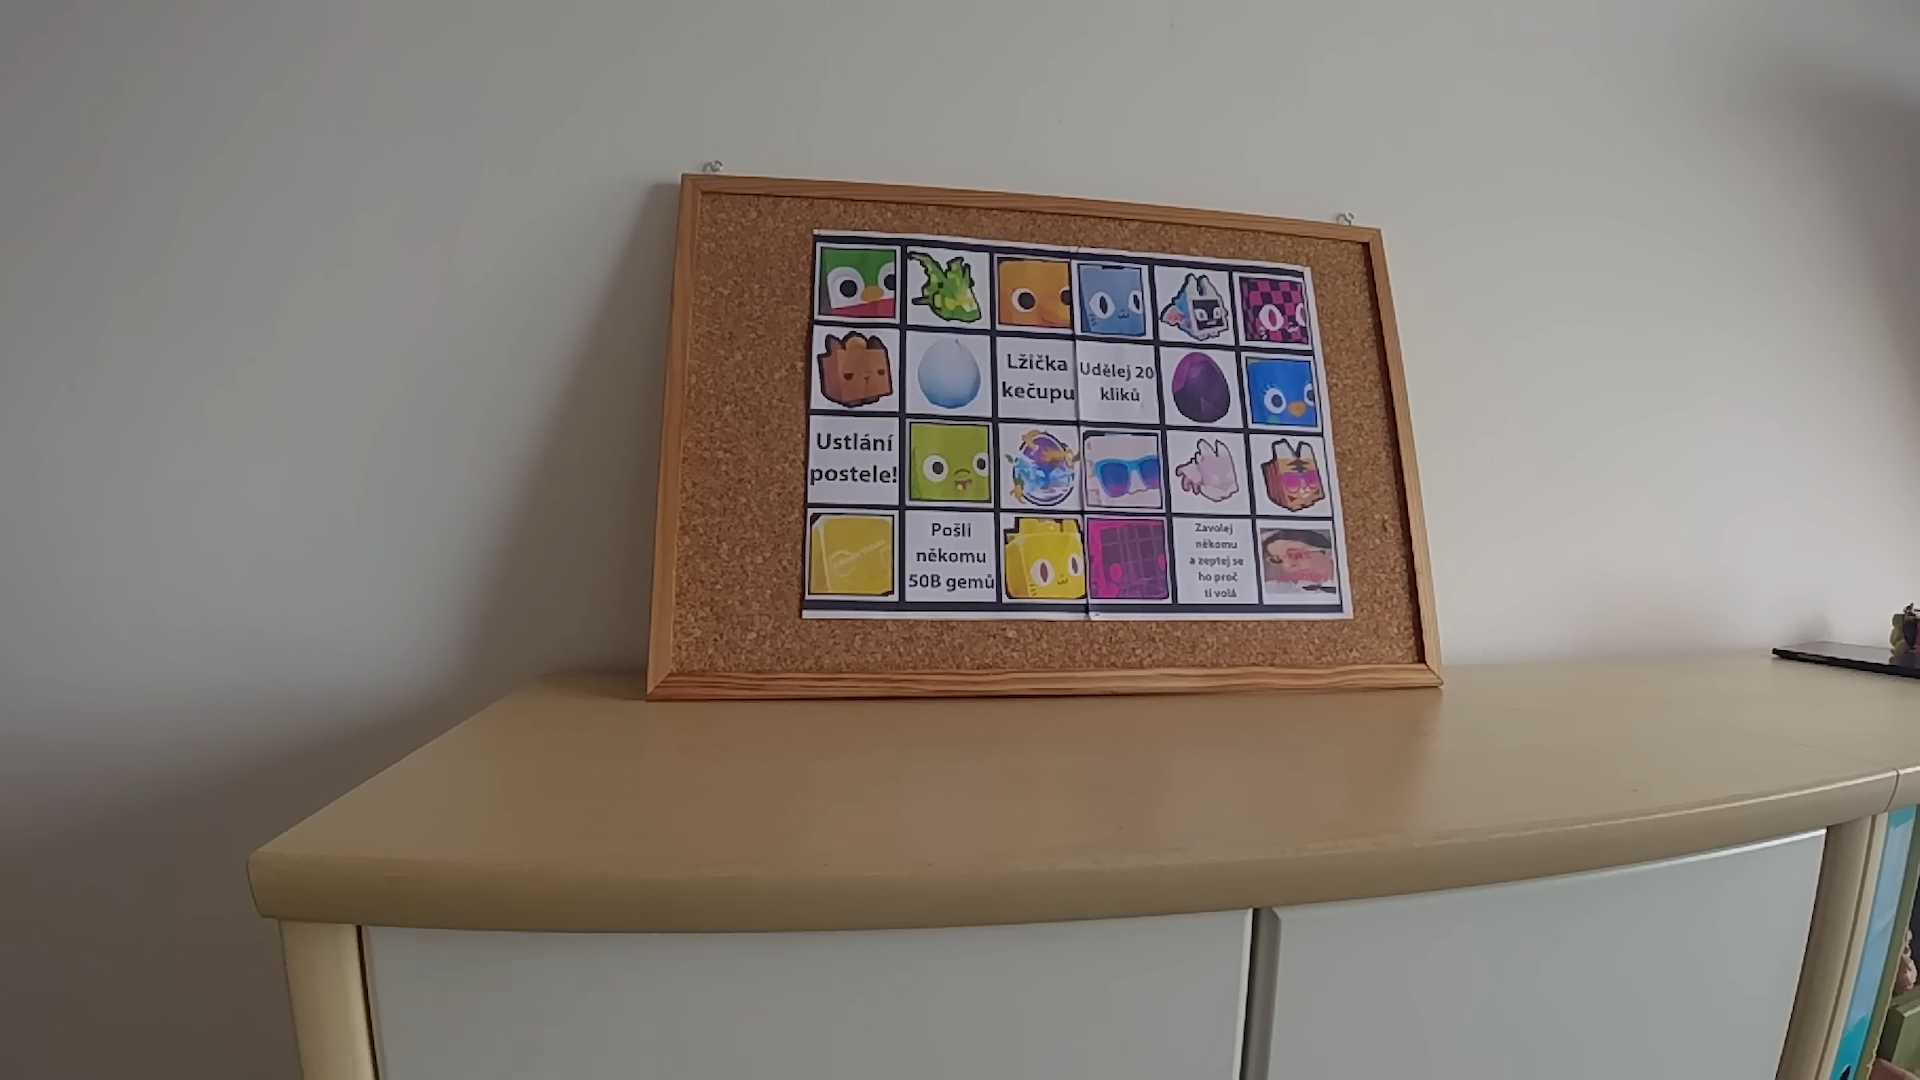 Lžička
kečupu
Udělej 20
kliků
Ustlání
postele!
Pošli
někomu
50B gemů
Zavolej
někomu
a zeptej se
ho proč
ti volá